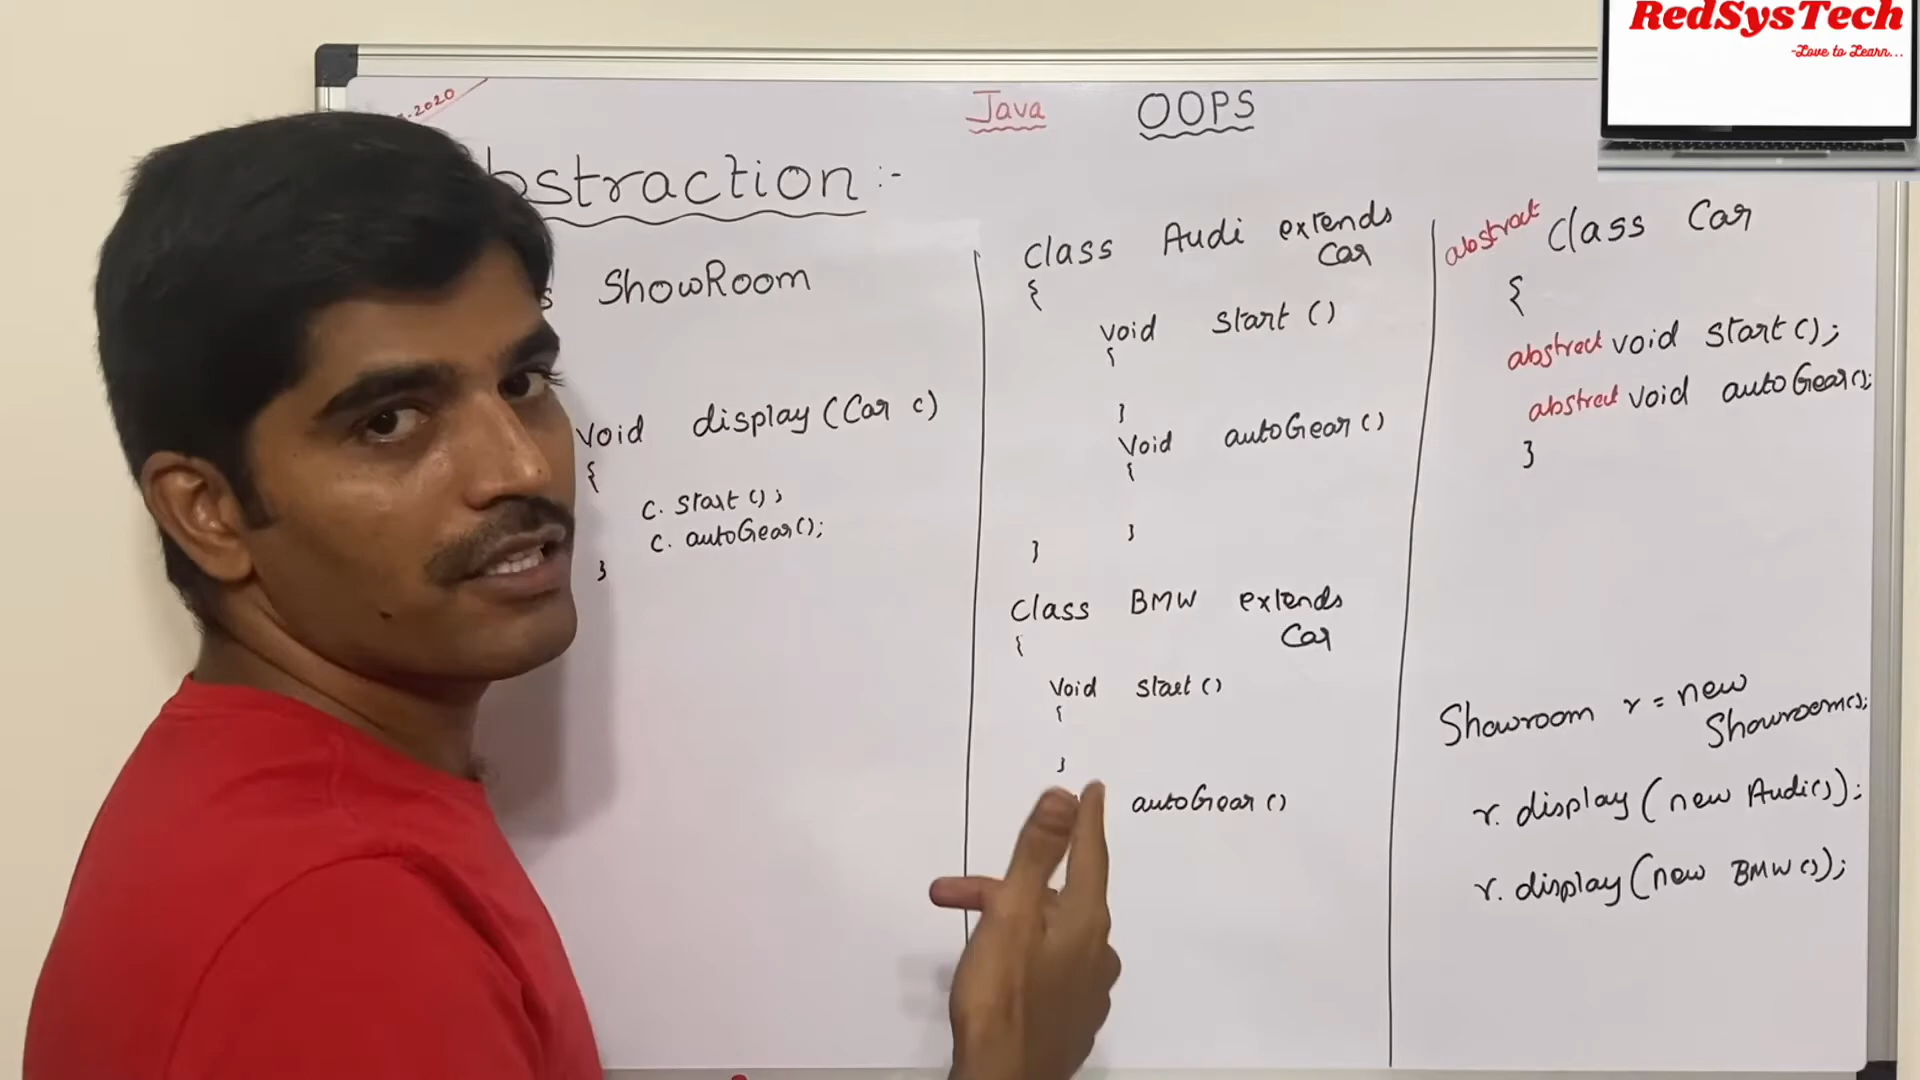 RedSysTech
-Love to Learn...
.2020
Java OOPS
bstraction :-
s ShowRoom
Void display (Car c)
{
c. start ();
c. autoGear();
}
Class Audi extends
Car
{
void start ()
{
}
Void autoGear ()
{
}
}
Class BMW extends
Car
{
Void start ()
{
}
autoGear ()
abstract Class Car
{
abstract void start ();
abstract void autoGear();
}
Showroom r = new
Showroom();
r. display (new Audi());
r. display (new BMW ());